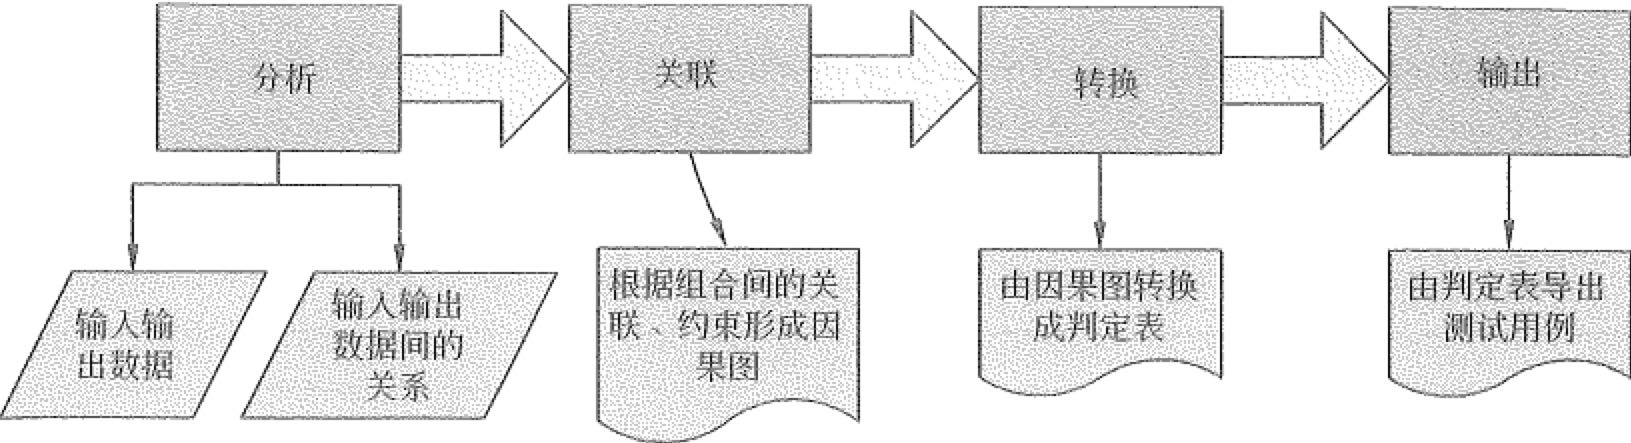 分析
关联
转换
输出
输入输
出数据
输入输出
数据间的
关系
根据组合间的关
联、约束形成因
果图
由因果图转换
成判定表
由判定表导出
测试用例